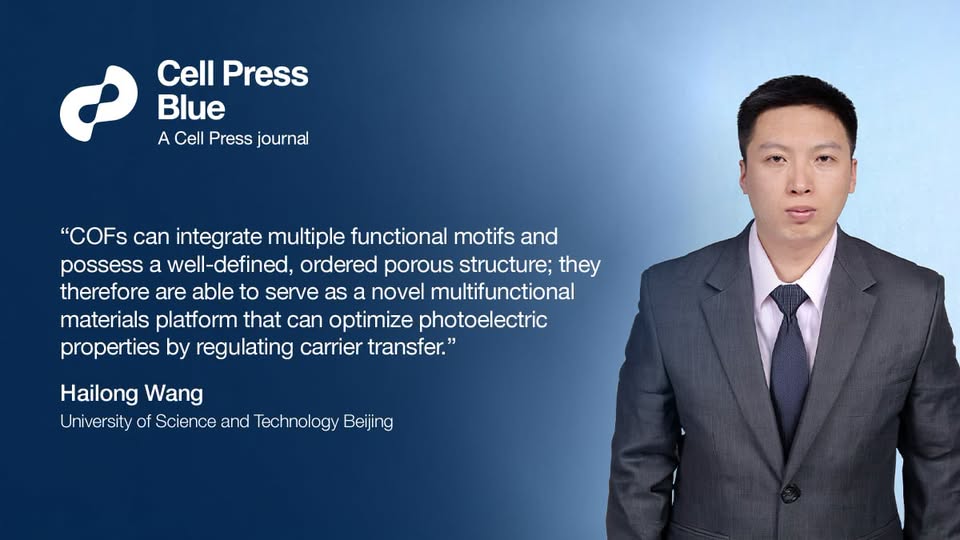 Cell Press
Blue
A Cell Press journal
“COFs can integrate multiple functional motifs and
possess a well-defined, ordered porous structure; they
therefore are able to serve as a novel multifunctional
materials platform that can optimize photoelectric
properties by regulating carrier transfer.”
Hailong Wang
University of Science and Technology Beijing